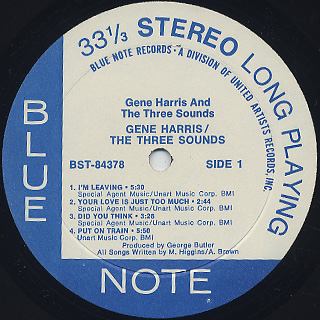 33 1/3 STEREO LONG PLAYING
BLUE NOTE RECORDS • A DIVISION OF UNITED ARTISTS RECORDS, INC.
Gene Harris And
The Three Sounds
GENE HARRIS/
THE THREE SOUNDS
BST-84378 SIDE 1
1. I'M LEAVING • 5:30
Special Agent Music/Unart Music Corp. BMI
2. YOUR LOVE IS JUST TOO MUCH • 2:44
Special Agent Music/Unart Music Corp. BMI
3. DID YOU THINK • 3:25
Special Agent Music/Unart Music Corp. BMI
4. PUT ON TRAIN • 5:50
Unart Music Corp. BMI
Produced by George Butler
All Songs Written by M. Higgins/A. Brown
BLUE
NOTE